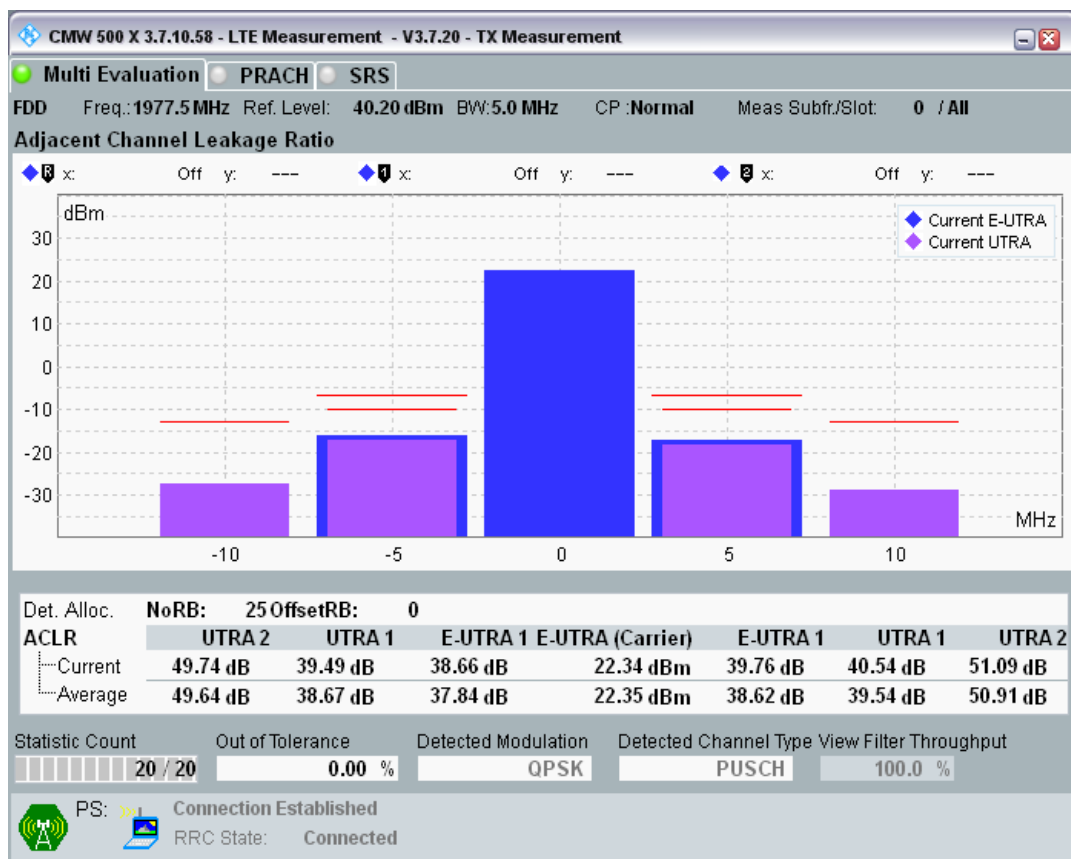 CMW 500 X 3.7.10.58 - LTE Measurement - V3.7.20 - TX Measurement
Multi Evaluation PRACH SRS
FDD Freq.: 1977.5 MHz Ref. Level: 40.20 dBm BW: 5.0 MHz CP : Normal Meas Subfr./Slot: 0 / All
Adjacent Channel Leakage Ratio
R x: Off y: --- 1 x: Off y: --- 2 x: Off y: ---
dBm
Current E-UTRA
Current UTRA
30
20
10
0
-10
-20
-30
MHz
-10 -5 0 5 10
Det. Alloc. NoRB: 25 OffsetRB: 0
ACLR UTRA 2 UTRA 1 E-UTRA 1 E-UTRA (Carrier) E-UTRA 1 UTRA 1 UTRA 2
Current 49.74 dB 39.49 dB 38.66 dB 22.34 dBm 39.76 dB 40.54 dB 51.09 dB
Average 49.64 dB 38.67 dB 37.84 dB 22.35 dBm 38.62 dB 39.54 dB 50.91 dB
Statistic Count Out of Tolerance Detected Modulation Detected Channel Type View Filter Throughput
20 / 20 0.00 % QPSK PUSCH 100.0 %
PS: Connection Established
RRC State: Connected